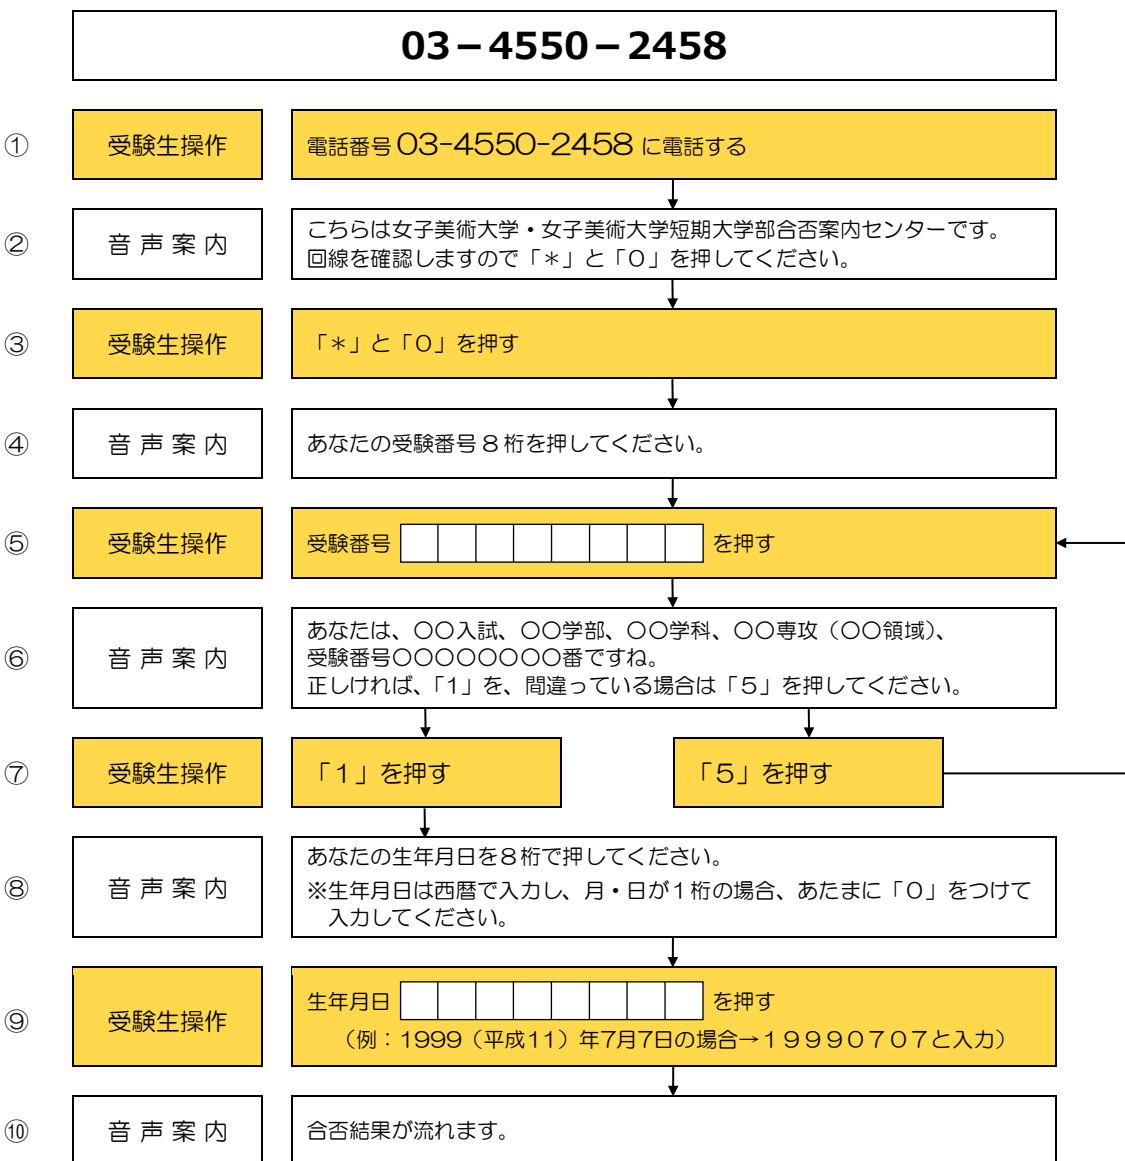 03－4550－2458
① 受験生操作 電話番号 03-4550-2458 に電話する
② 音 声 案 内 こちらは女子美術大学・女子美術大学短期大学部合否案内センターです。
回線を確認しますので「＊」と「０」を押してください。
③ 受験生操作 「＊」と「０」を押す
④ 音 声 案 内 あなたの受験番号８桁を押してください。
⑤ 受験生操作 受験番号 を押す
⑥ 音 声 案 内 あなたは、〇〇入試、〇〇学部、〇〇学科、〇〇専攻（〇〇領域）、
受験番号〇〇〇〇〇〇〇〇番ですね。
正しければ、「１」を、間違っている場合は「５」を押してください。
⑦ 受験生操作 「１」を押す 「５」を押す
⑧ 音 声 案 内 あなたの生年月日を８桁で押してください。
※生年月日は西暦で入力し、月・日が１桁の場合、あたまに「０」をつけて
入力してください。
⑨ 受験生操作 生年月日 を押す
（例：1999（平成11）年7月7日の場合→１９９９０７０７と入力）
⑩ 音 声 案 内 合否結果が流れます。